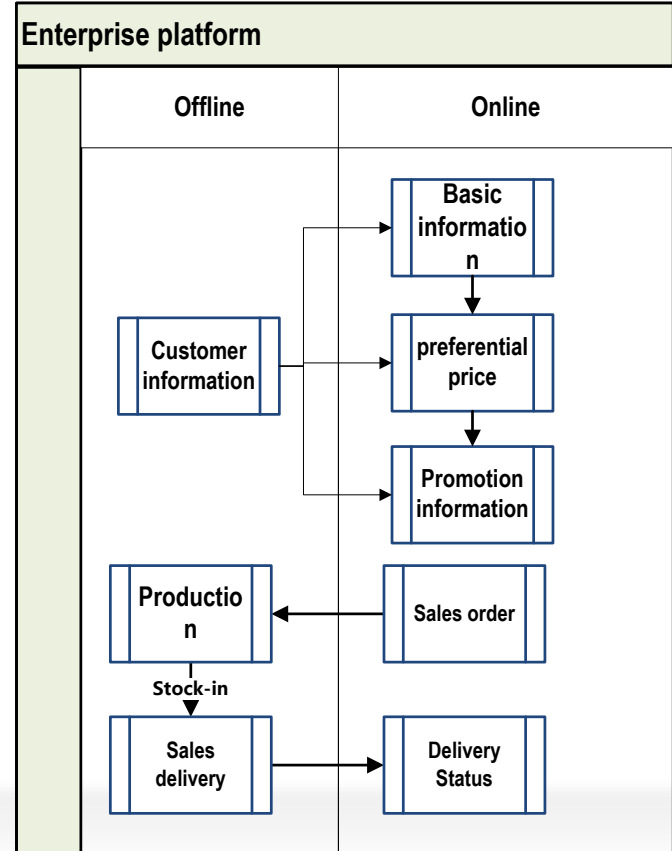 Enterprise platform
Offline
Online
Basic
informatio
n
Customer
information
preferential
price
Promotion
information
Productio
n
Sales order
Stock-in
Sales
delivery
Delivery
Status